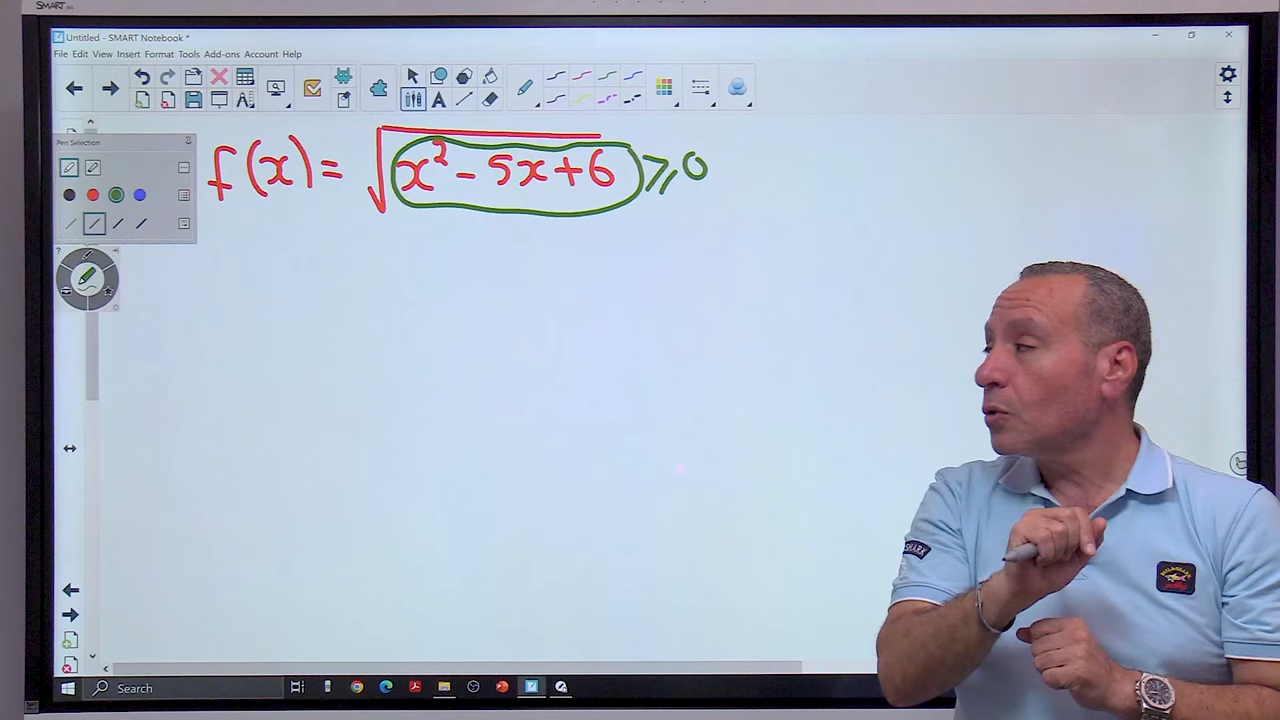 SMART
Untitled - SMART Notebook *
File Edit View Insert Format Tools Add-ons Account Help
Pen Selection
f(x) = √x² - 5x + 6 ⩾ 0
SHARK
Search